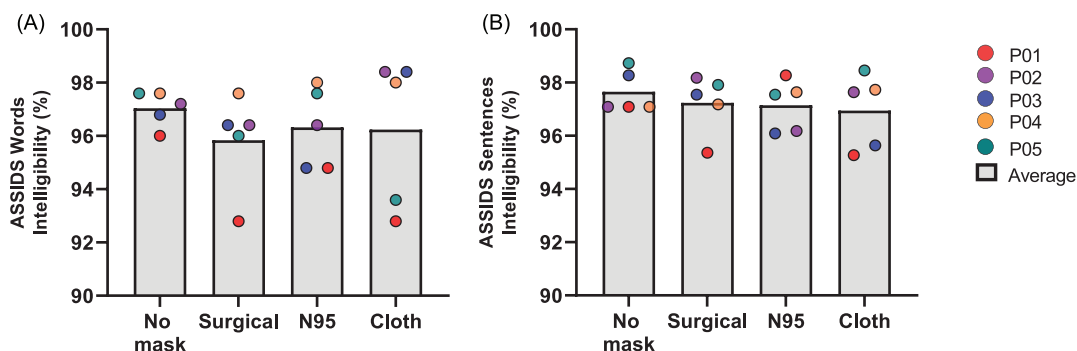 (A)
ASSIDS Words
Intelligibility (%)
100
98
96
94
92
90
No
mask
Surgical
N95
Cloth
(B)
ASSIDS Sentences
Intelligibility (%)
100
98
96
94
92
90
No
mask
Surgical
N95
Cloth
P01
P02
P03
P04
P05
Average